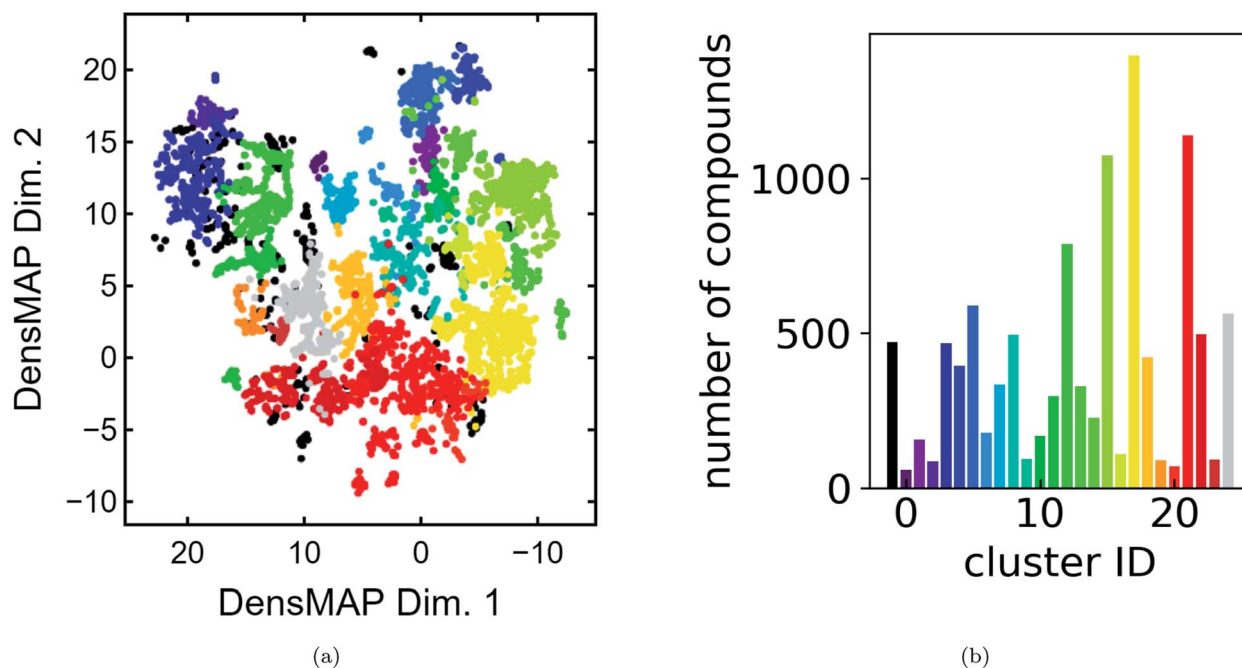 DensMAP Dim. 2
20
15
10
5
0
−5
−10
20 10 0 −10
DensMAP Dim. 1
(a)
number of compounds
1000
500
0
0 10 20
cluster ID
(b)